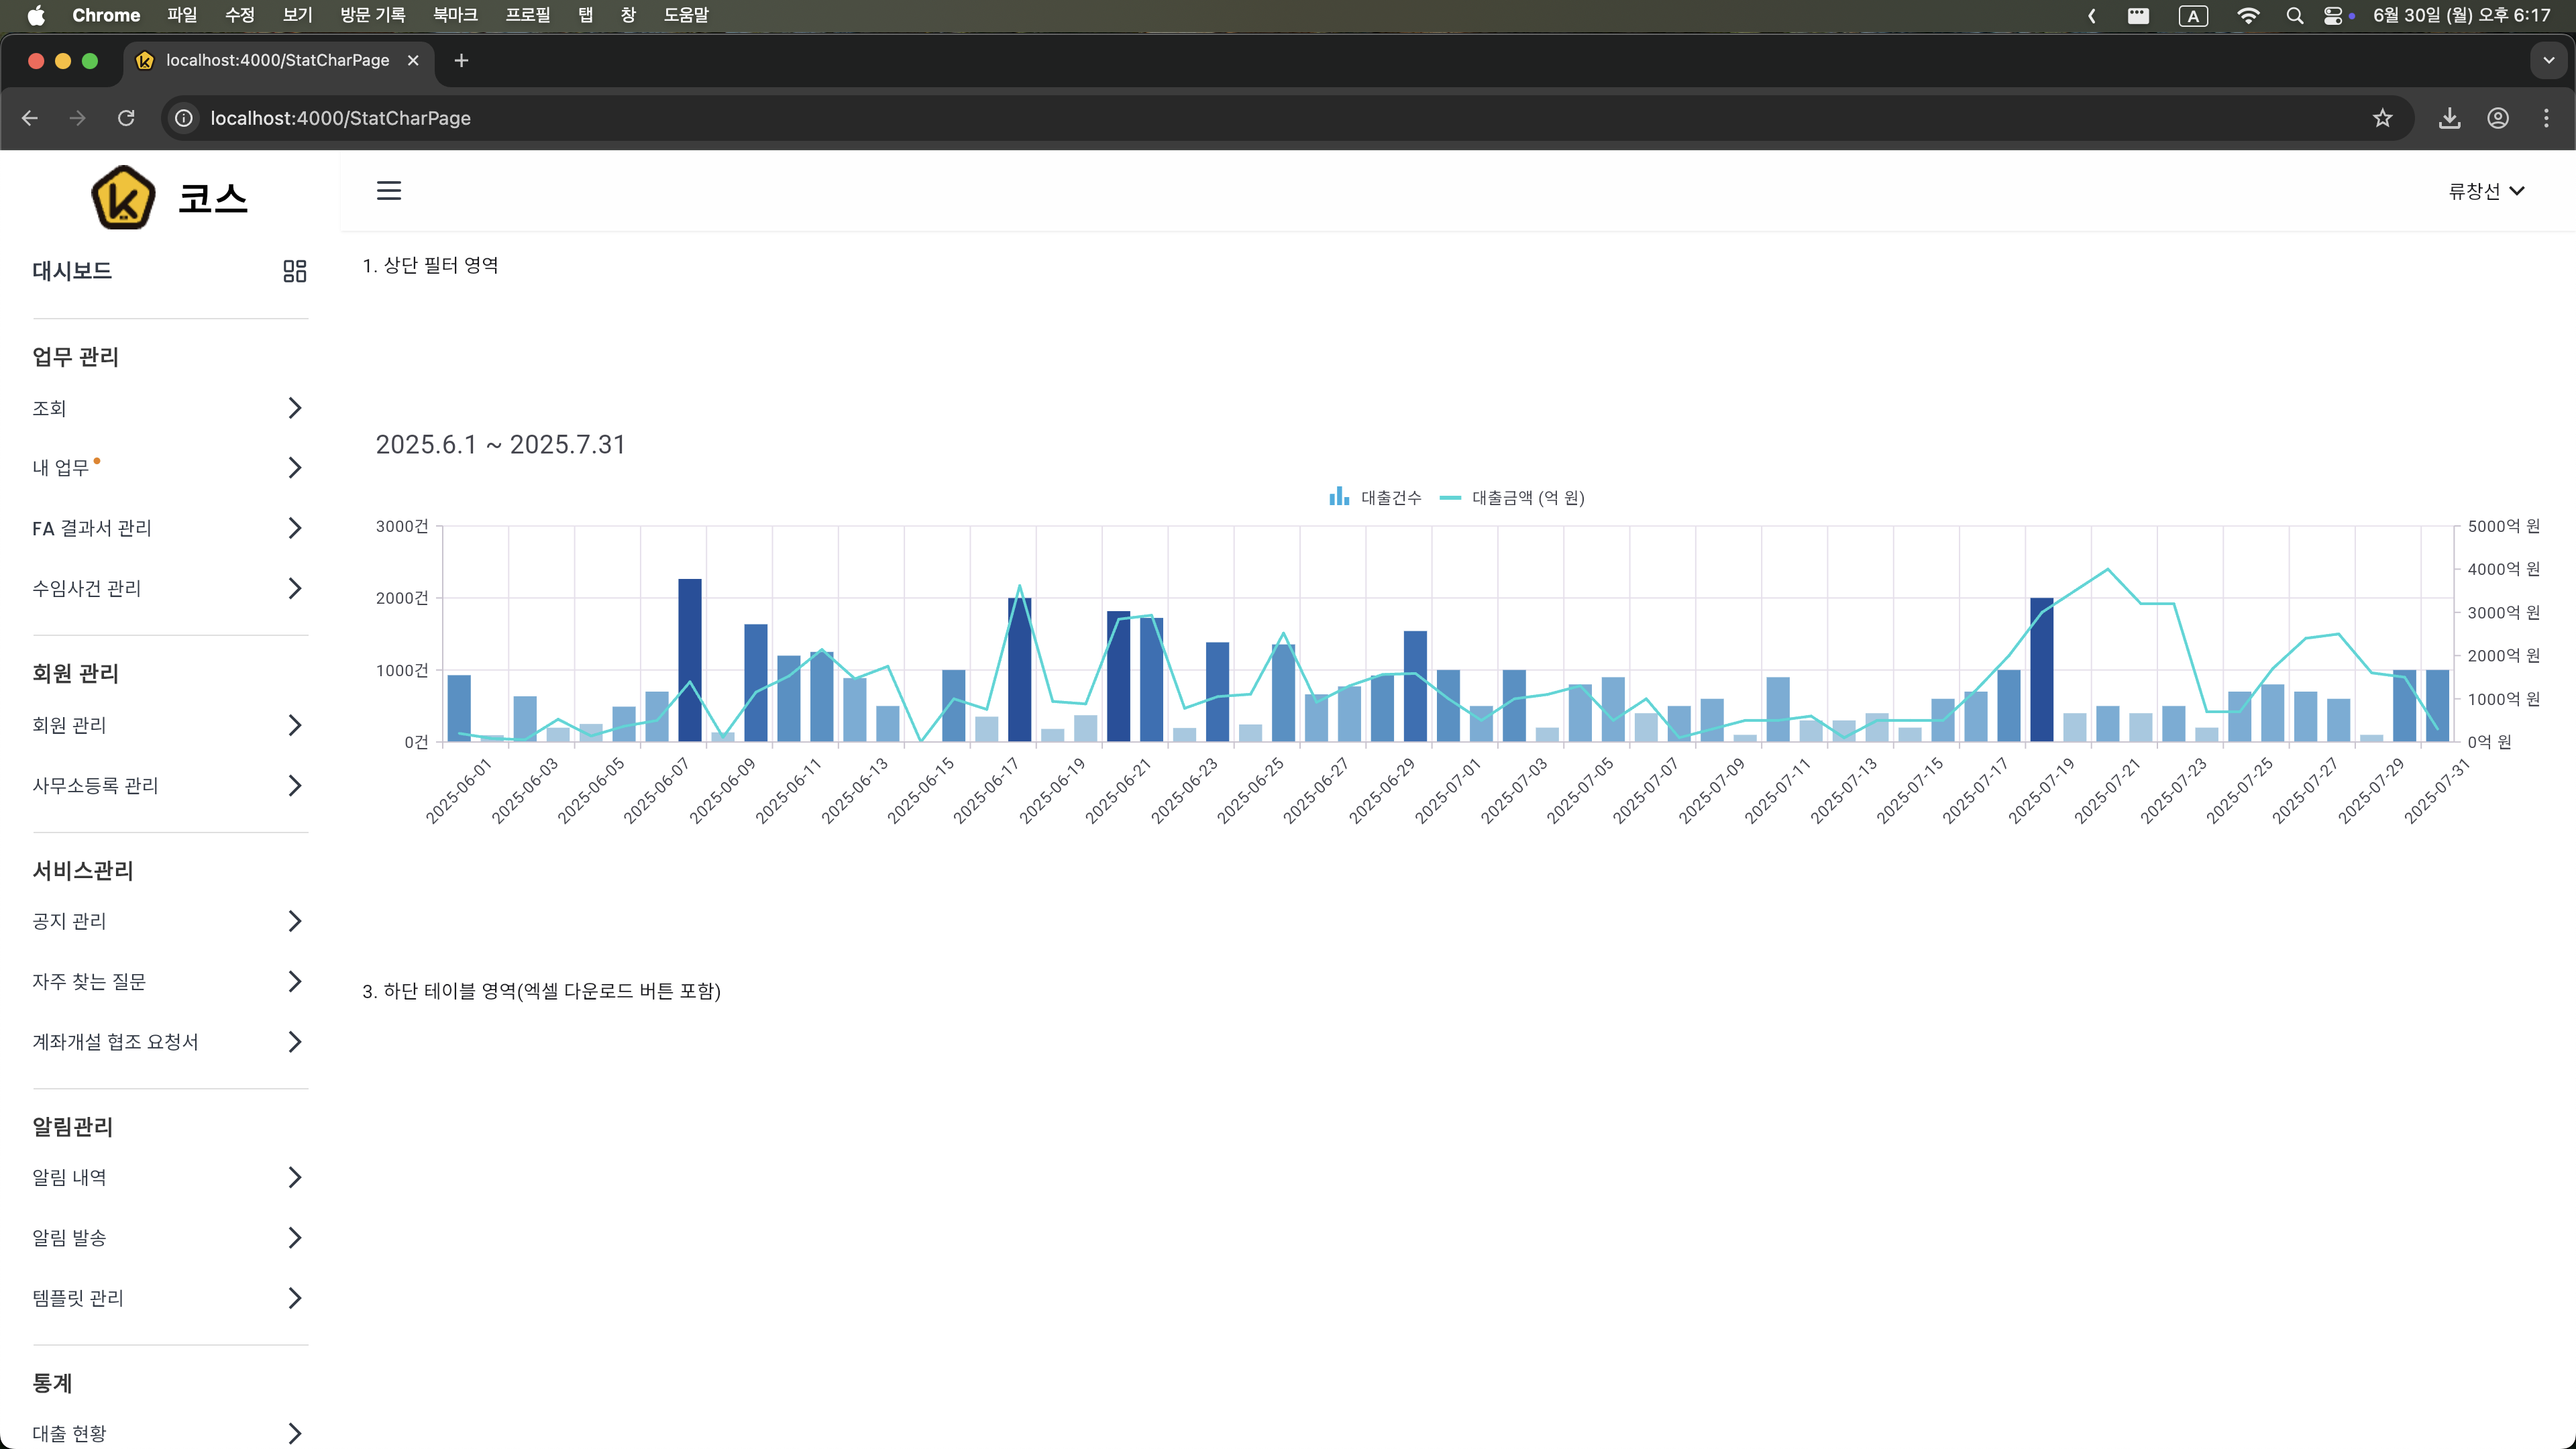 Chrome 파일 수정 보기 방문 기록 북마크 프로필 탭 창 도움말 A 6월 30일 (월) 오후 6:17
localhost:4000/StatCharPage
localhost:4000/StatCharPage
코스
류창선
대시보드
업무 관리
조회
내 업무
FA 결과서 관리
수임사건 관리
회원 관리
회원 관리
사무소등록 관리
서비스관리
공지 관리
자주 찾는 질문
계좌개설 협조 요청서
알림관리
알림 내역
알림 발송
템플릿 관리
통계
대출 현황
1. 상단 필터 영역
2025.6.1 ~ 2025.7.31
대출건수 대출금액 (억 원)
3000건
2000건
1000건
0건
5000억 원
4000억 원
3000억 원
2000억 원
1000억 원
0억 원
2025-06-01
2025-06-03
2025-06-05
2025-06-07
2025-06-09
2025-06-11
2025-06-13
2025-06-15
2025-06-17
2025-06-19
2025-06-21
2025-06-23
2025-06-25
2025-06-27
2025-06-29
2025-07-01
2025-07-03
2025-07-05
2025-07-07
2025-07-09
2025-07-11
2025-07-13
2025-07-15
2025-07-17
2025-07-19
2025-07-21
2025-07-23
2025-07-25
2025-07-27
2025-07-29
2025-07-31
3. 하단 테이블 영역(엑셀 다운로드 버튼 포함)